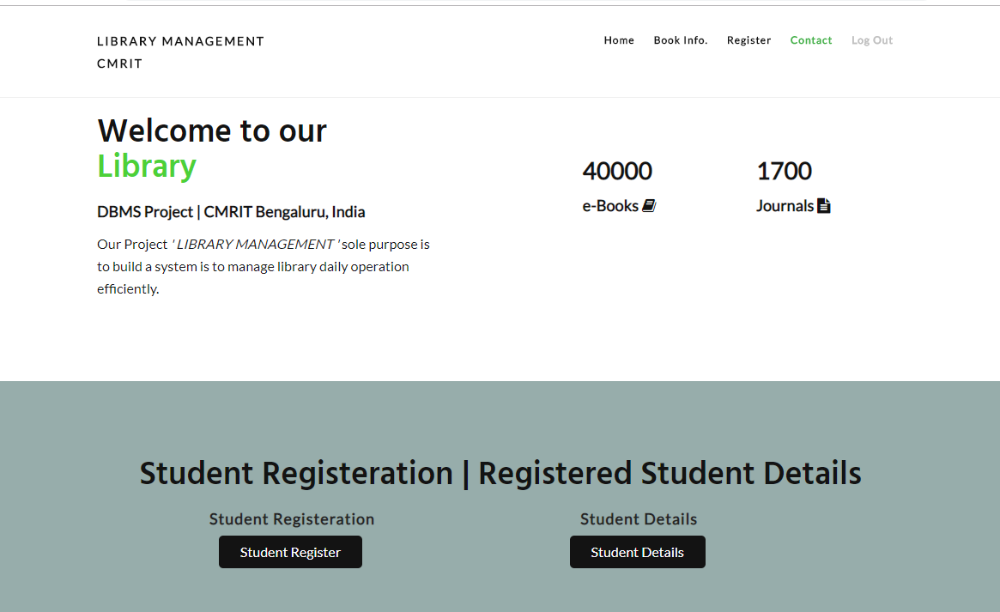 LIBRARY MANAGEMENT
CMRIT
Home Book Info. Register Contact Log Out
Welcome to our
Library
DBMS Project | CMRIT Bengaluru, India
Our Project ' LIBRARY MANAGEMENT ' sole purpose is
to build a system is to manage library daily operation
efficiently.
40000
e-Books
1700
Journals
Student Registeration | Registered Student Details
Student Registeration
Student Register
Student Details
Student Details